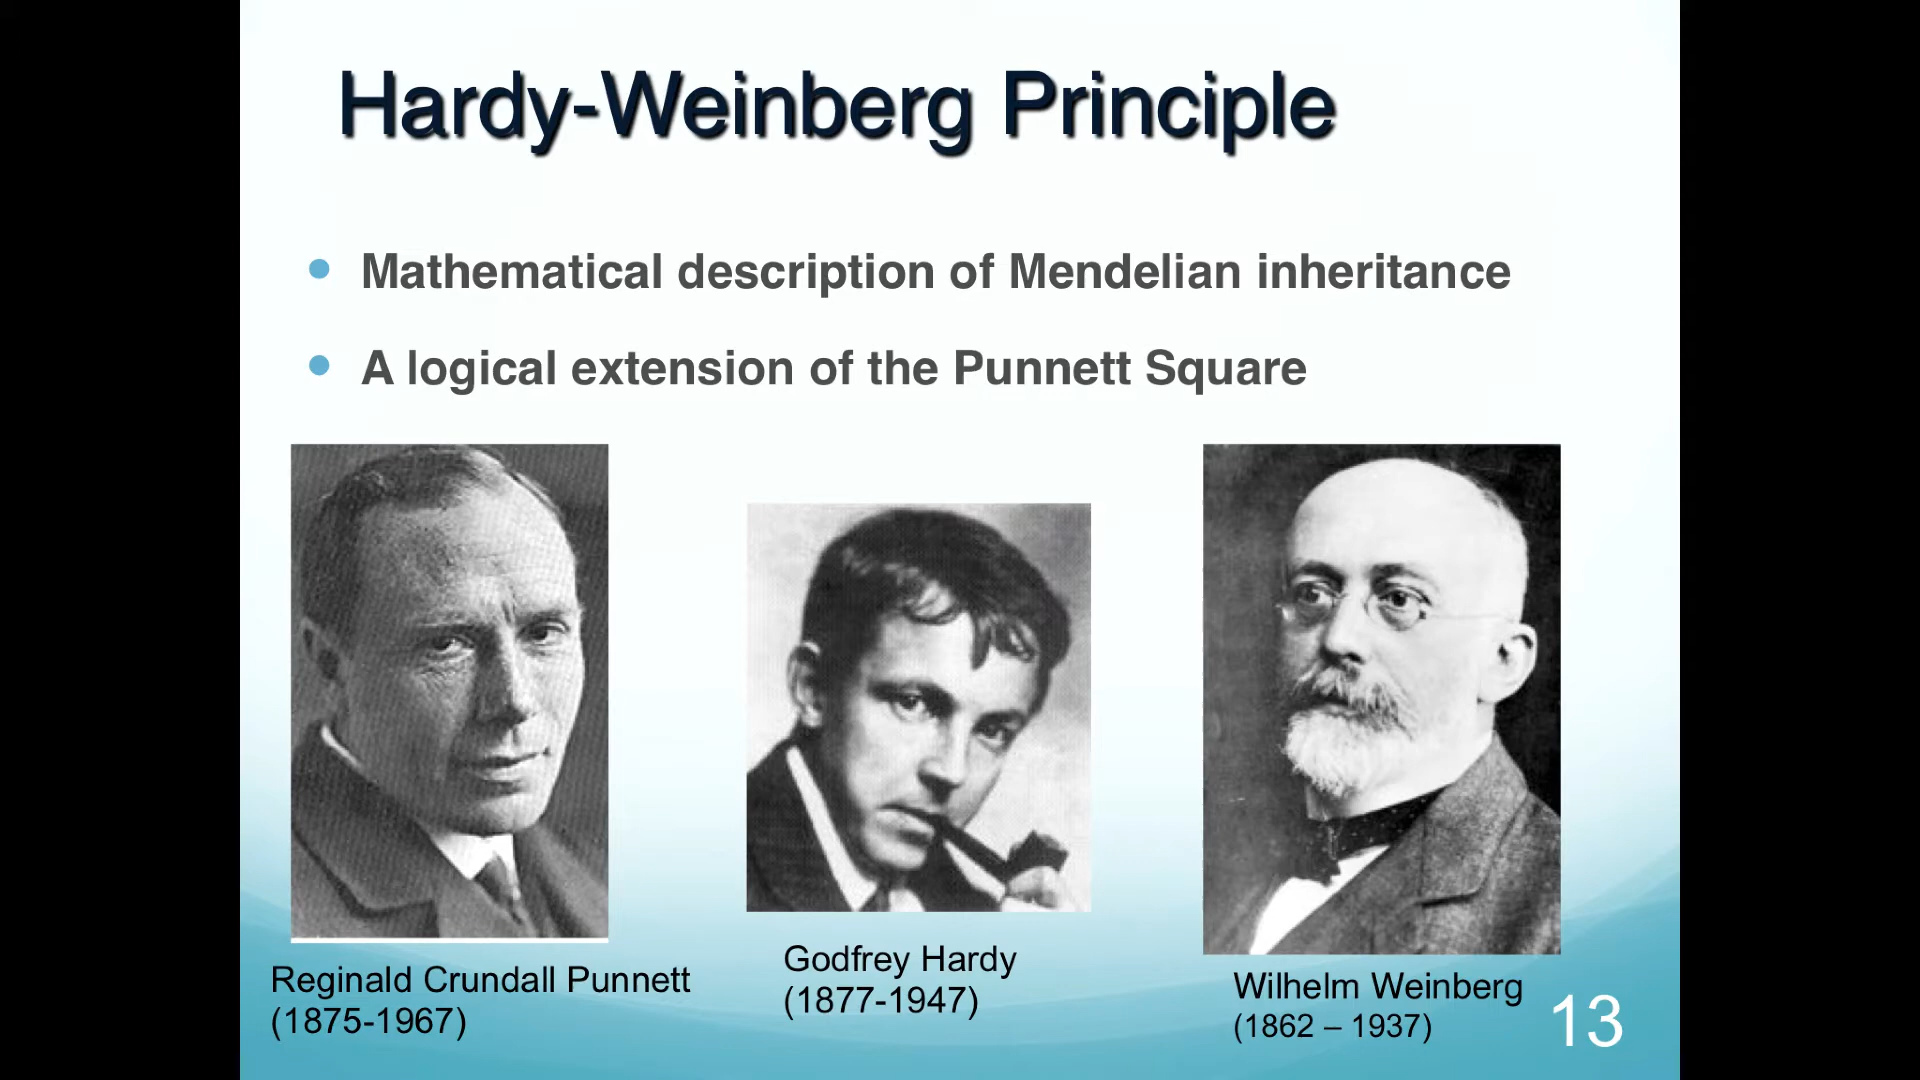 Hardy-Weinberg Principle
Mathematical description of Mendelian inheritance
A logical extension of the Punnett Square
Reginald Crundall Punnett
(1875-1967)
Godfrey Hardy
(1877-1947)
Wilhelm Weinberg
(1862 – 1937)
13